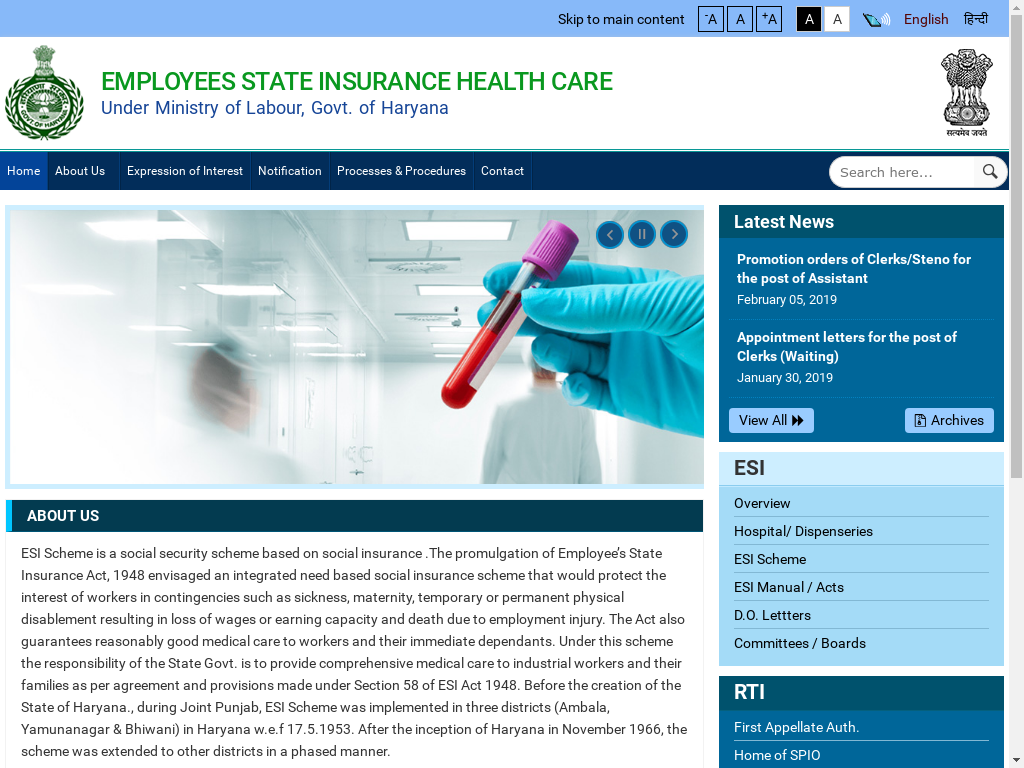 Skip to main content
-A
A
+A
A
A
English
हिन्दी
EMPLOYEES STATE INSURANCE HEALTH CARE
Under Ministry of Labour, Govt. of Haryana
सत्यमेव जयते
Home
About Us
Expression of Interest
Notification
Processes & Procedures
Contact
Search here...
Latest News
Promotion orders of Clerks/Steno for
the post of Assistant
February 05, 2019
Appointment letters for the post of
Clerks (Waiting)
January 30, 2019
View All
Archives
ESI
Overview
Hospital/ Dispenseries
ESI Scheme
ESI Manual / Acts
D.O. Lettters
Committees / Boards
RTI
First Appellate Auth.
Home of SPIO
ABOUT US
ESI Scheme is a social security scheme based on social insurance .The promulgation of Employee’s State
Insurance Act, 1948 envisaged an integrated need based social insurance scheme that would protect the
interest of workers in contingencies such as sickness, maternity, temporary or permanent physical
disablement resulting in loss of wages or earning capacity and death due to employment injury. The Act also
guarantees reasonably good medical care to workers and their immediate dependants. Under this scheme
the responsibility of the State Govt. is to provide comprehensive medical care to industrial workers and their
families as per agreement and provisions made under Section 58 of ESI Act 1948. Before the creation of the
State of Haryana., during Joint Punjab, ESI Scheme was implemented in three districts (Ambala,
Yamunanagar & Bhiwani) in Haryana w.e.f 17.5.1953. After the inception of Haryana in November 1966, the
scheme was extended to other districts in a phased manner.